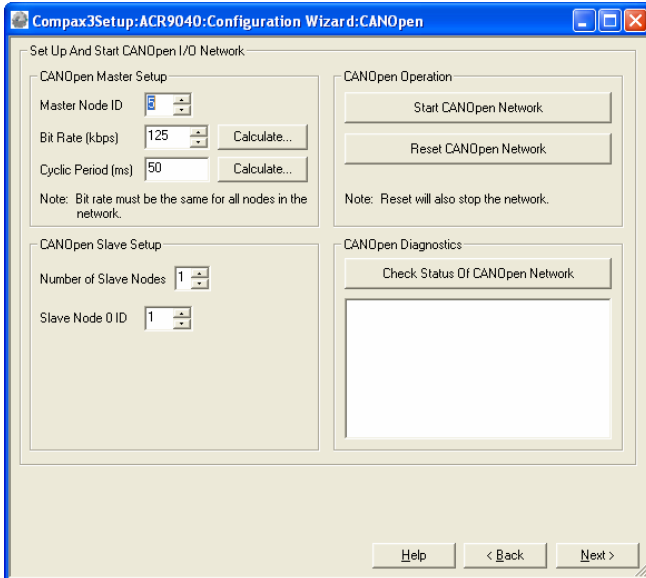 Compax3Setup:ACR9040:Configuration Wizard:CANOpen
Set Up And Start CANOpen I/O Network
CANOpen Master Setup
Master Node ID 5
Bit Rate (kbps) 125 Calculate...
Cyclic Period (ms) 50 Calculate...
Note: Bit rate must be the same for all nodes in the
network.
CANOpen Operation
Start CANOpen Network
Reset CANOpen Network
Note: Reset will also stop the network.
CANOpen Slave Setup
Number of Slave Nodes 1
Slave Node 0 ID 1
CANOpen Diagnostics
Check Status Of CANOpen Network
Help < Back Next >